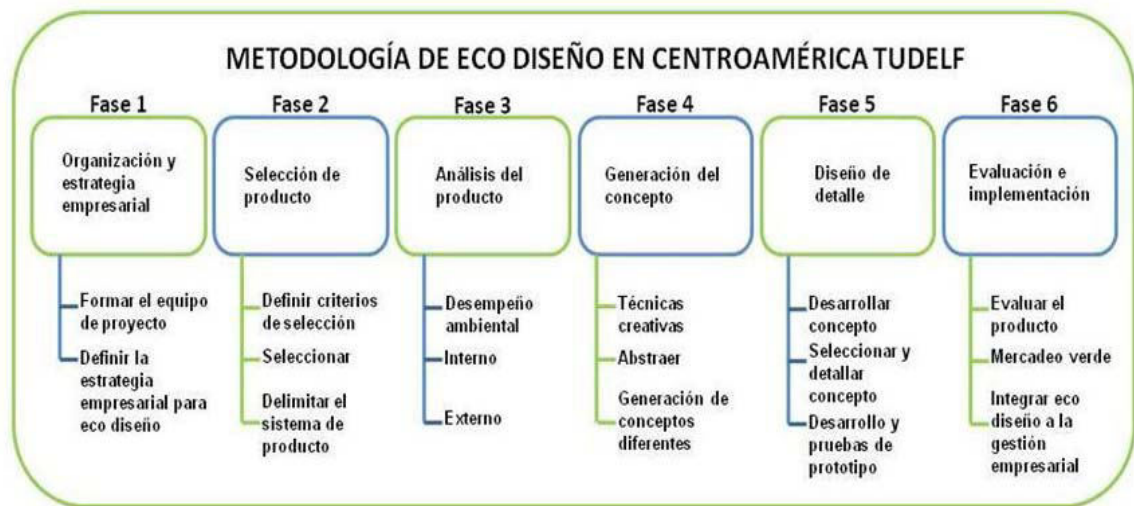 METODOLOGÍA DE ECO DISEÑO EN CENTROAMÉRICA TUDELF
Fase 1
Organización y
estrategia
empresarial
Formar el equipo
de proyecto
Definir la
estrategia
empresarial para
eco diseño
Fase 2
Selección de
producto
Definir criterios
de selección
Seleccionar
Delimitar el
sistema de
producto
Fase 3
Análisis del
producto
Desempeño
ambiental
Interno
Externo
Fase 4
Generación del
concepto
Técnicas
creativas
Abstraer
Generación de
conceptos
diferentes
Fase 5
Diseño de
detalle
Desarrollar
concepto
Seleccionar y
detallar
concepto
Desarrollo y
pruebas de
prototipo
Fase 6
Evaluación e
implementación
Evaluar el
producto
Mercadeo verde
Integrar eco
diseño a la
gestión
empresarial